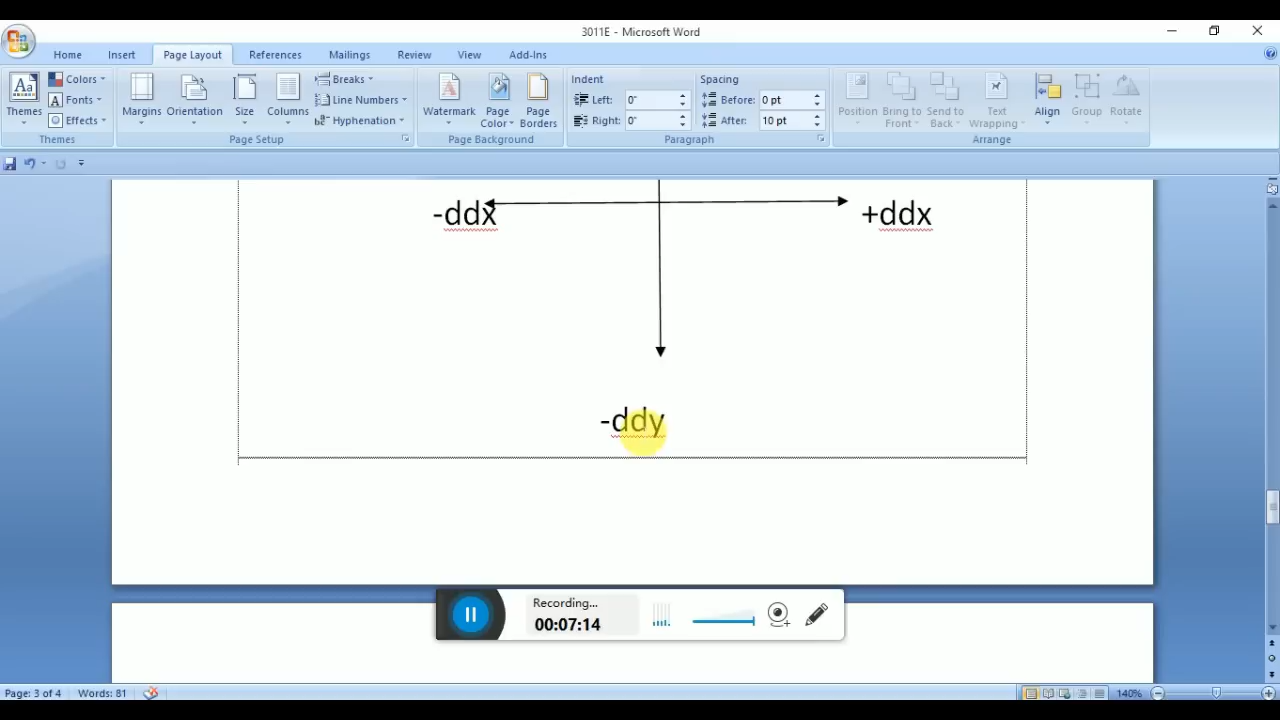 3011E - Microsoft Word
Home Insert Page Layout References Mailings Review View Add-Ins
Themes
Colors
Fonts
Effects
Themes
Margins
Orientation
Size
Columns
Breaks
Line Numbers
Hyphenation
Page Setup
Watermark
Page Color
Page Borders
Page Background
Indent
Left: 0"
Right: 0"
Spacing
Before: 0 pt
After: 10 pt
Paragraph
Position
Bring to Front
Send to Back
Text Wrapping
Align
Group
Rotate
Arrange
-ddx
+ddx
-ddy
Recording...
00:07:14
Page: 3 of 4 Words: 81
140%